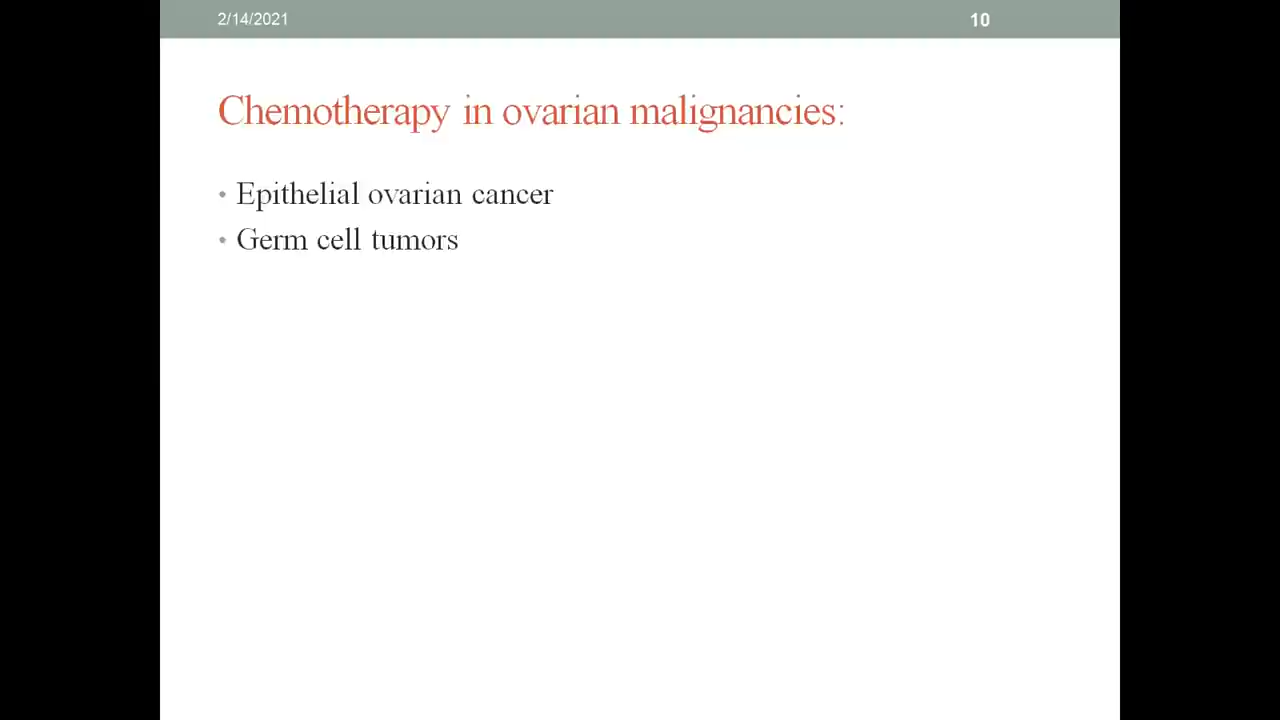 2/14/2021
10
Chemotherapy in ovarian malignancies:
• Epithelial ovarian cancer
• Germ cell tumors